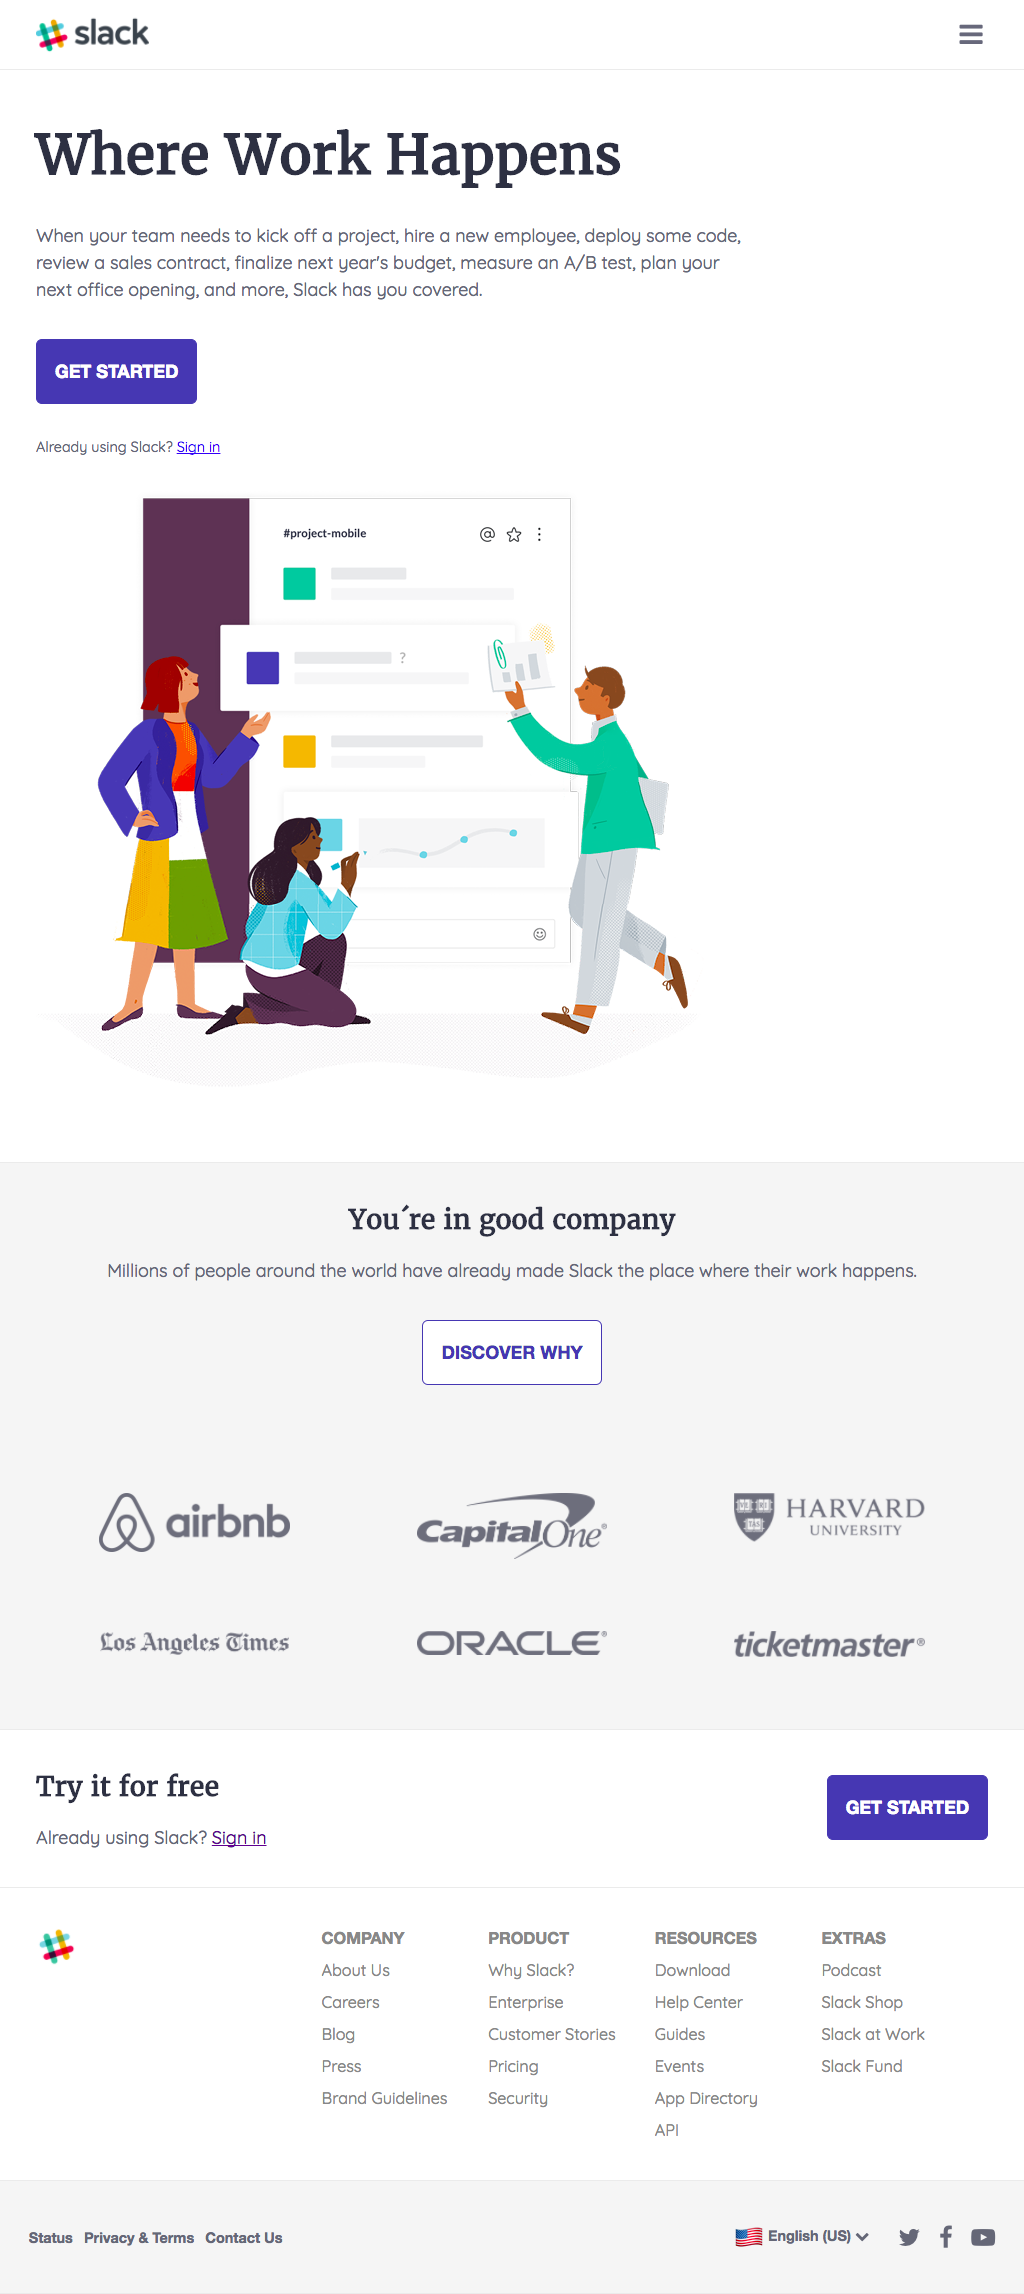 slack
Where Work Happens
When your team needs to kick off a project, hire a new employee, deploy some code,
review a sales contract, finalize next year's budget, measure an A/B test, plan your
next office opening, and more, Slack has you covered.
GET STARTED
Already using Slack? Sign in
#project-mobile
?
You´re in good company
Millions of people around the world have already made Slack the place where their work happens.
DISCOVER WHY
airbnb
Capital One®
HARVARD
UNIVERSITY
Los Angeles Times
ORACLE®
ticketmaster®
Try it for free
Already using Slack? Sign in
GET STARTED
COMPANY
About Us
Careers
Blog
Press
Brand Guidelines
PRODUCT
Why Slack?
Enterprise
Customer Stories
Pricing
Security
RESOURCES
Download
Help Center
Guides
Events
App Directory
API
EXTRAS
Podcast
Slack Shop
Slack at Work
Slack Fund
Status Privacy & Terms Contact Us
English (US)